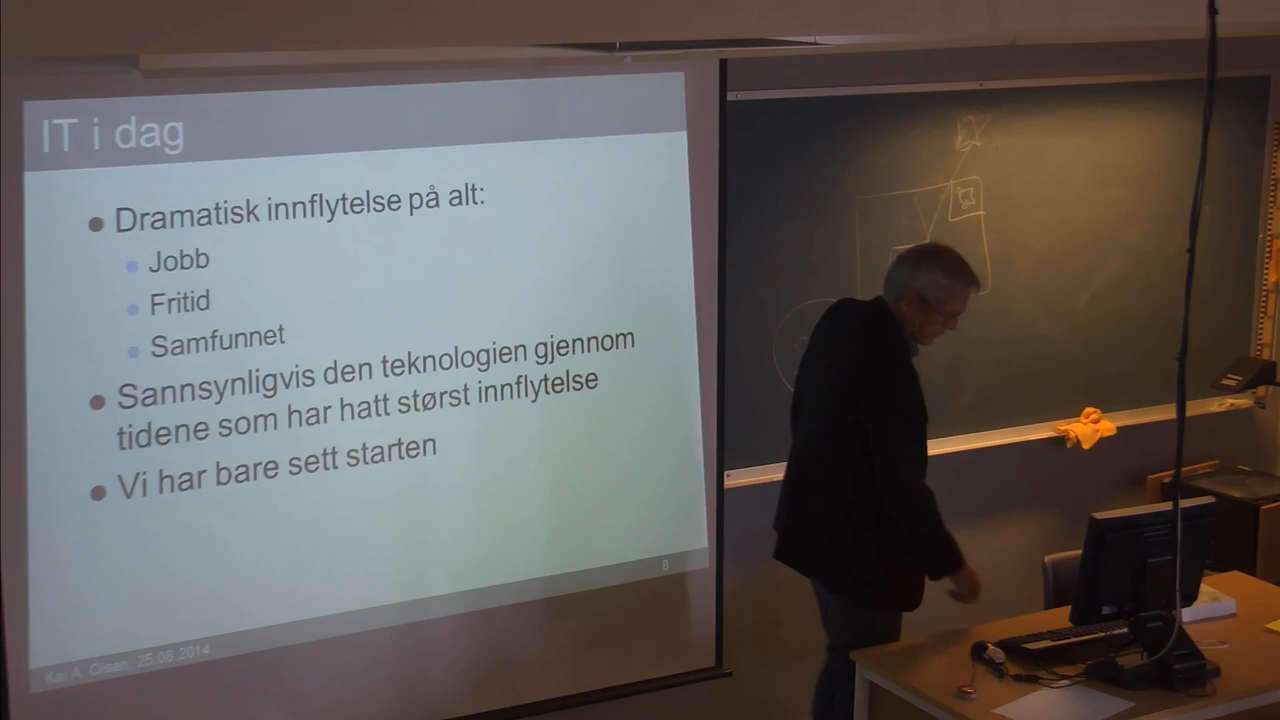 IT i dag
Dramatisk innflytelse på alt:
Jobb
Fritid
Samfunnet
Sannsynligvis den teknologien gjennom
tidene som har hatt størst innflytelse
Vi har bare sett starten
Kai A. Olsen, 25.08.2014